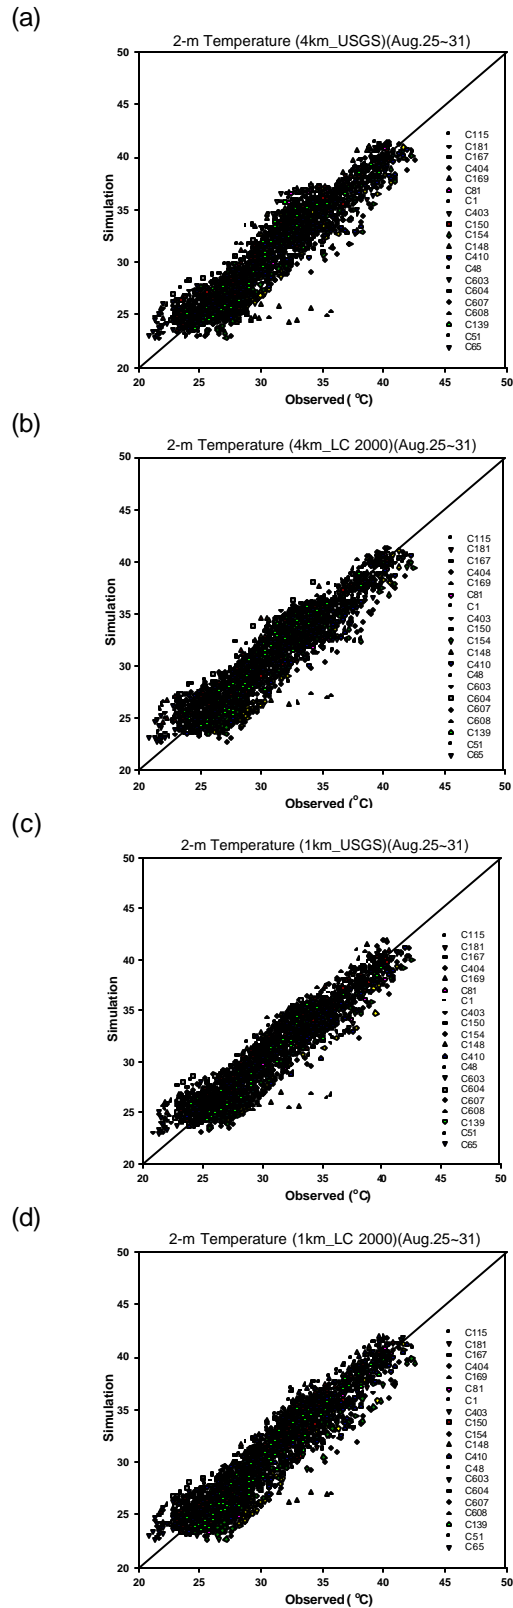 (a)
2-m Temperature (4km_USGS)(Aug.25~31)
50
45
40
35
30
25
20
Simulation
C115
C181
C167
C404
C169
C81
C1
C403
C150
C154
C148
C410
C48
C603
C604
C607
C608
C139
C51
C65
20 25 30 35 40 45 50
Observed ( °C)
(b)
2-m Temperature (4km_LC 2000)(Aug.25~31)
50
45
40
35
30
25
20
Simulation
C115
C181
C167
C404
C169
C81
C1
C403
C150
C154
C148
C410
C48
C603
C604
C607
C608
C139
C51
C65
20 25 30 35 40 45 50
Observed (°C)
(c)
2-m Temperature (1km_USGS)(Aug.25~31)
50
45
40
35
30
25
20
Simulation
C115
C181
C167
C404
C169
C81
C1
C403
C150
C154
C148
C410
C48
C603
C604
C607
C608
C139
C51
C65
20 25 30 35 40 45 50
Observed (°C)
(d)
2-m Temperature (1km_LC 2000)(Aug.25~31)
50
45
40
35
30
25
20
Simulation
C115
C181
C167
C404
C169
C81
C1
C403
C150
C154
C148
C410
C48
C603
C604
C607
C608
C139
C51
C65
20 25 30 35 40 45 50
Observed ( °C)